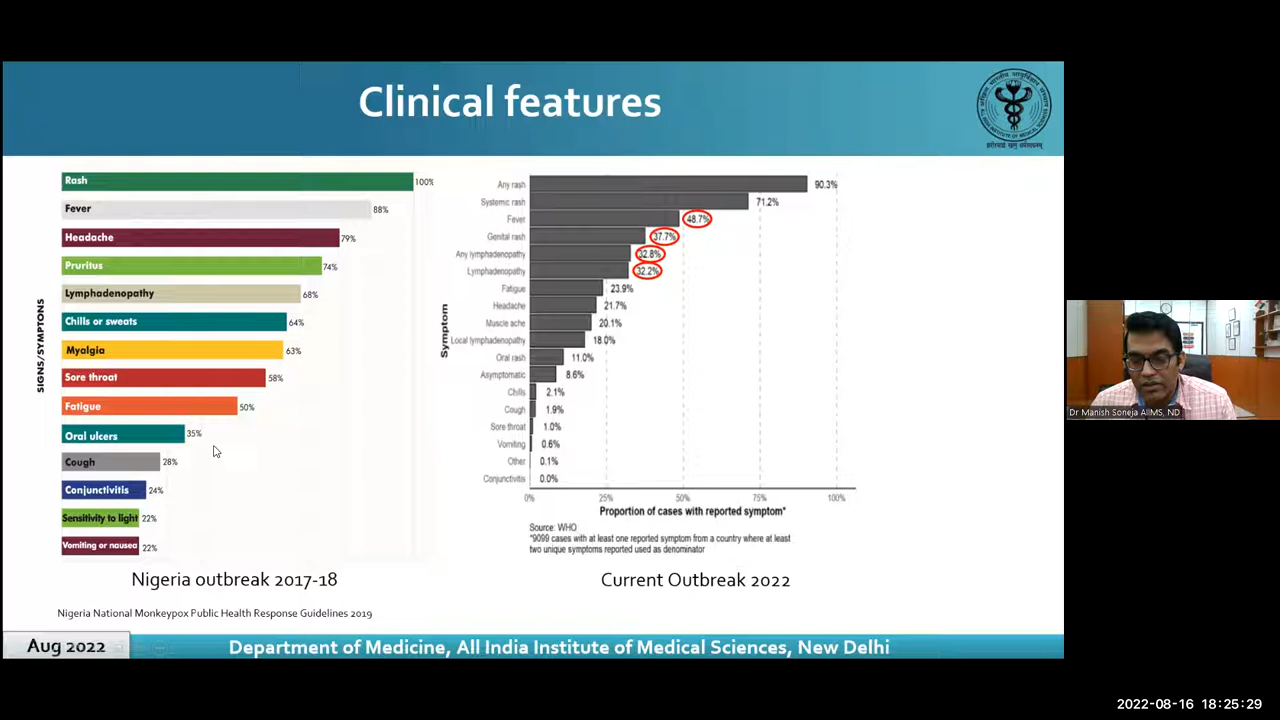 Clinical features
SIGNS/SYMPTOMS
Rash 100%
Fever 88%
Headache 79%
Pruritus 74%
Lymphadenopathy 68%
Chills or sweats 64%
Myalgia 63%
Sore throat 58%
Fatigue 50%
Oral ulcers 35%
Cough 28%
Conjunctivitis 24%
Sensitivity to light 22%
Vomiting or nausea 22%
Nigeria outbreak 2017-18
Symptom
Any rash 90.3%
Systemic rash 71.2%
Fever 48.7%
Genital rash 37.7%
Any lymphadenopathy 32.8%
Lymphadenopathy 32.2%
Fatigue 23.9%
Headache 21.7%
Muscle ache 20.1%
Local lymphadenopathy 18.0%
Oral rash 11.0%
Asymptomatic 8.6%
Chills 2.1%
Cough 1.9%
Sore throat 1.0%
Vomiting 0.6%
Other 0.1%
Conjunctivitis 0.0%
0% 25% 50% 75% 100%
Proportion of cases with reported symptom*
Source: WHO
*9099 cases with at least one reported symptom from a country where at least
two unique symptoms reported used as denominator
Current Outbreak 2022
Nigeria National Monkeypox Public Health Response Guidelines 2019
Aug 2022
Department of Medicine, All India Institute of Medical Sciences, New Delhi
Dr Manish Soneja AIIMS, ND
2022-08-16 18:25:29